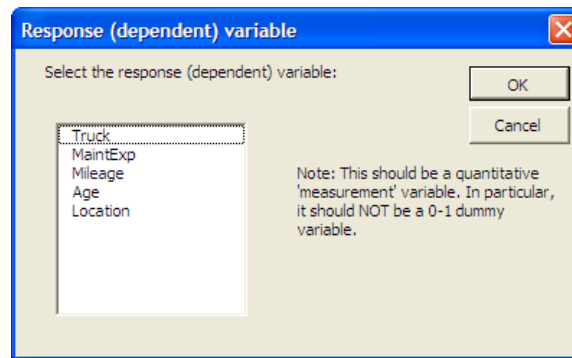 Response (dependent) variable
Select the response (dependent) variable:
OK
Cancel
Truck
MaintExp
Mileage
Age
Location
Note: This should be a quantitative
'measurement' variable. In particular,
it should NOT be a 0-1 dummy
variable.